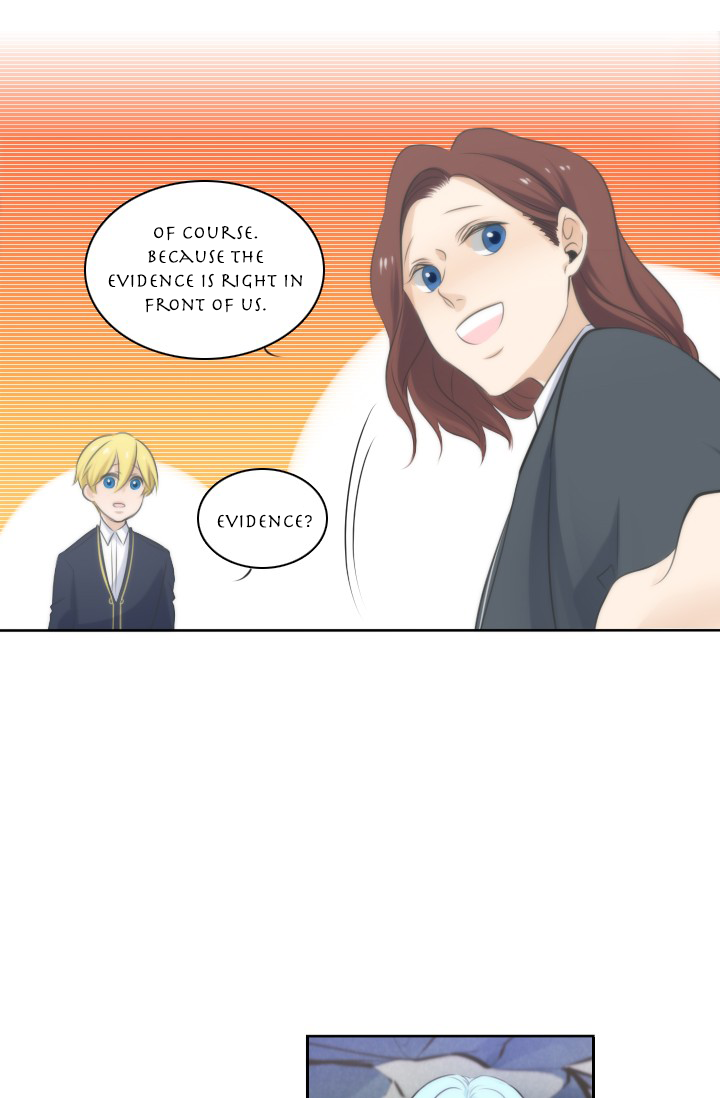 OF COURSE.
BECAUSE THE
EVIDENCE IS RIGHT IN
FRONT OF US.
EVIDENCE?